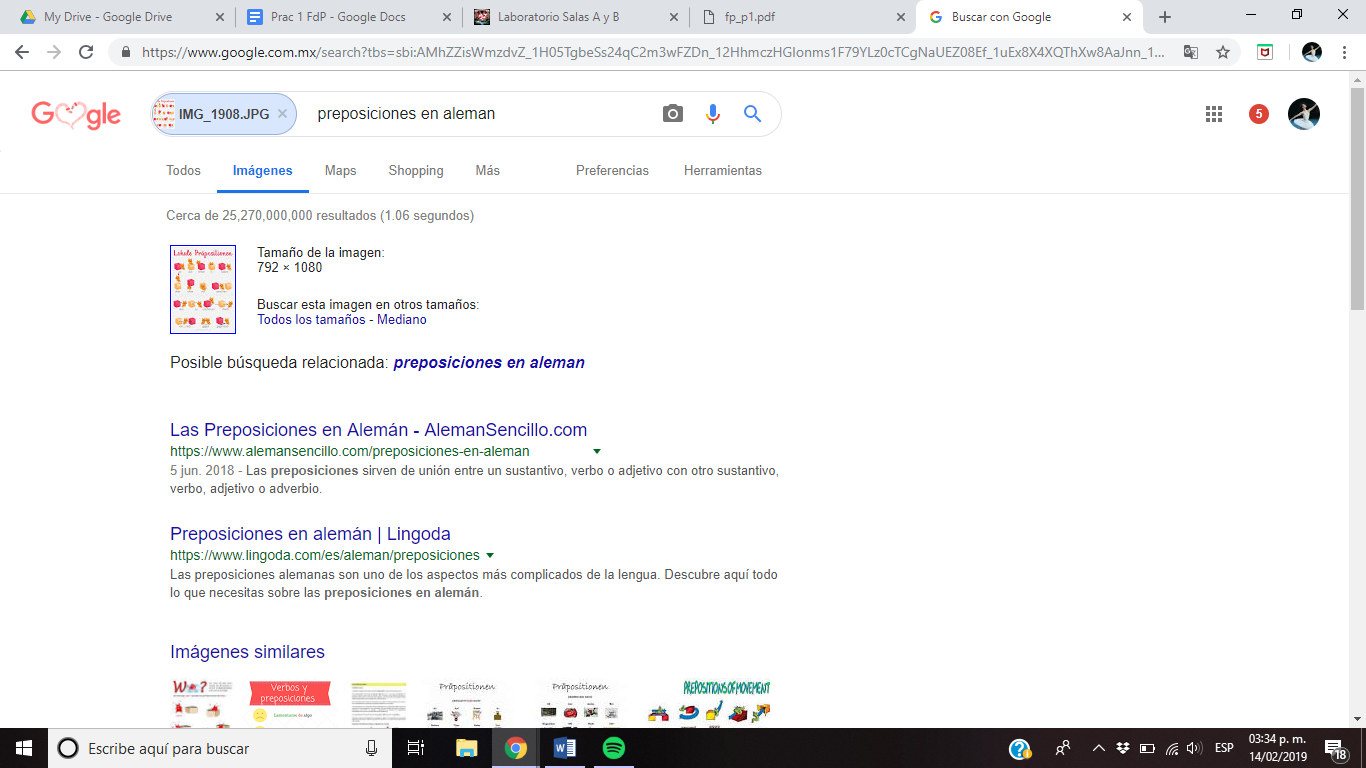 My Drive - Google Drive
Prac 1 FdP - Google Docs
Laboratorio Salas A y B
fp_p1.pdf
Buscar con Google
https://www.google.com.mx/search?tbs=sbi:AMhZZisWmzdvZ_1H05TgbeSs24qC2m3wFZDn_12HhmczHGIonms1F79YLz0cTCgNaUEZ08Ef_1uEx8X4XQThXw8AaJnn_1...
Google
IMG_1908.JPG
preposiciones en aleman
5
Todos
Imágenes
Maps
Shopping
Más
Preferencias
Herramientas
Cerca de 25,270,000,000 resultados (1.06 segundos)
Lokale Präpositionen
Tamaño de la imagen:
792 × 1080
Buscar esta imagen en otros tamaños:
Todos los tamaños - Mediano
Posible búsqueda relacionada: preposiciones en aleman
Las Preposiciones en Alemán - AlemanSencillo.com
https://www.alemansencillo.com/preposiciones-en-aleman
5 jun. 2018 - Las preposiciones sirven de unión entre un sustantivo, verbo o adjetivo con otro sustantivo,
verbo, adjetivo o adverbio.
Preposiciones en alemán | Lingoda
https://www.lingoda.com/es/aleman/preposiciones
Las preposiciones alemanas son uno de los aspectos más complicados de la lengua. Descubre aquí todo
lo que necesitas sobre las preposiciones en alemán.
Imágenes similares
Wo?
Verbos y
preposiciones
Präpositionen
Präpositionen
PREPOSITIONS OF MOVEMENT
Escribe aquí para buscar
ESP
03:34 p. m.
14/02/2019
18